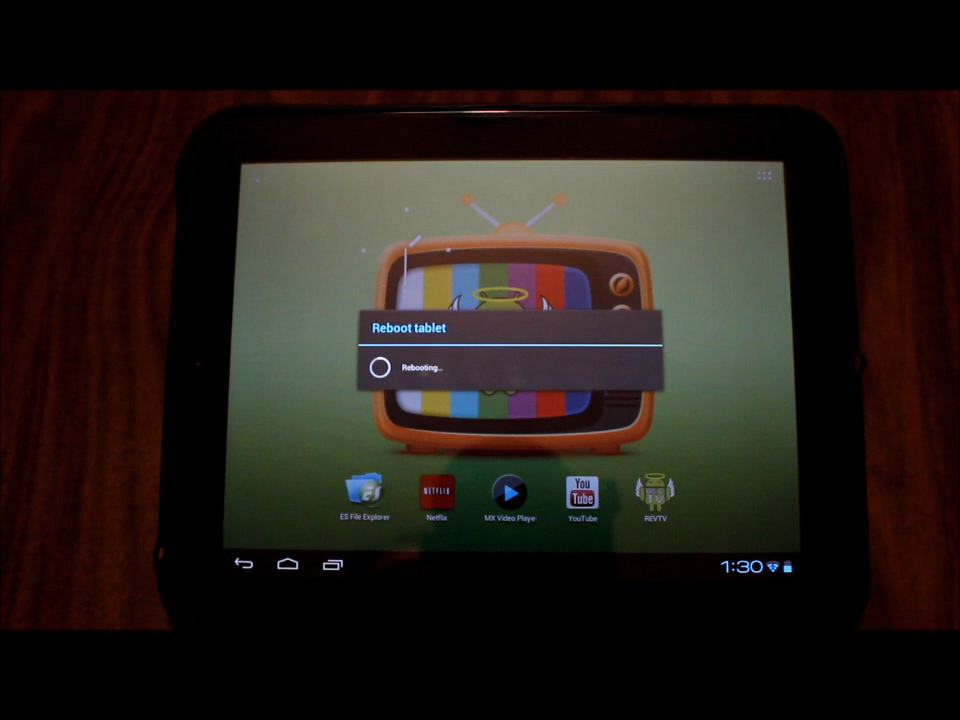 Reboot tablet
Rebooting...
NETFLIX
You
Tube
ES File Explorer
Netflix
MX Video Player
YouTube
REVTV
1:30